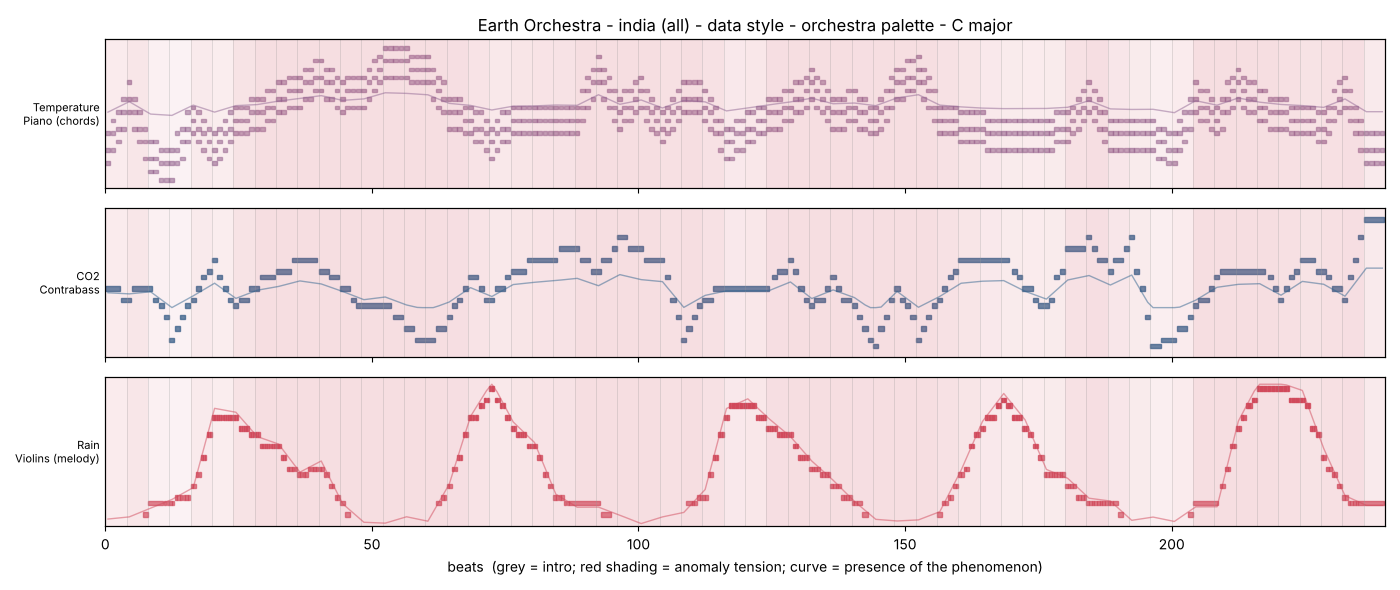 Earth Orchestra - india (all) - data style - orchestra palette - C major
Temperature
Piano (chords)
CO2
Contrabass
Rain
Violins (melody)
0 50 100 150 200
beats  (grey = intro; red shading = anomaly tension; curve = presence of the phenomenon)